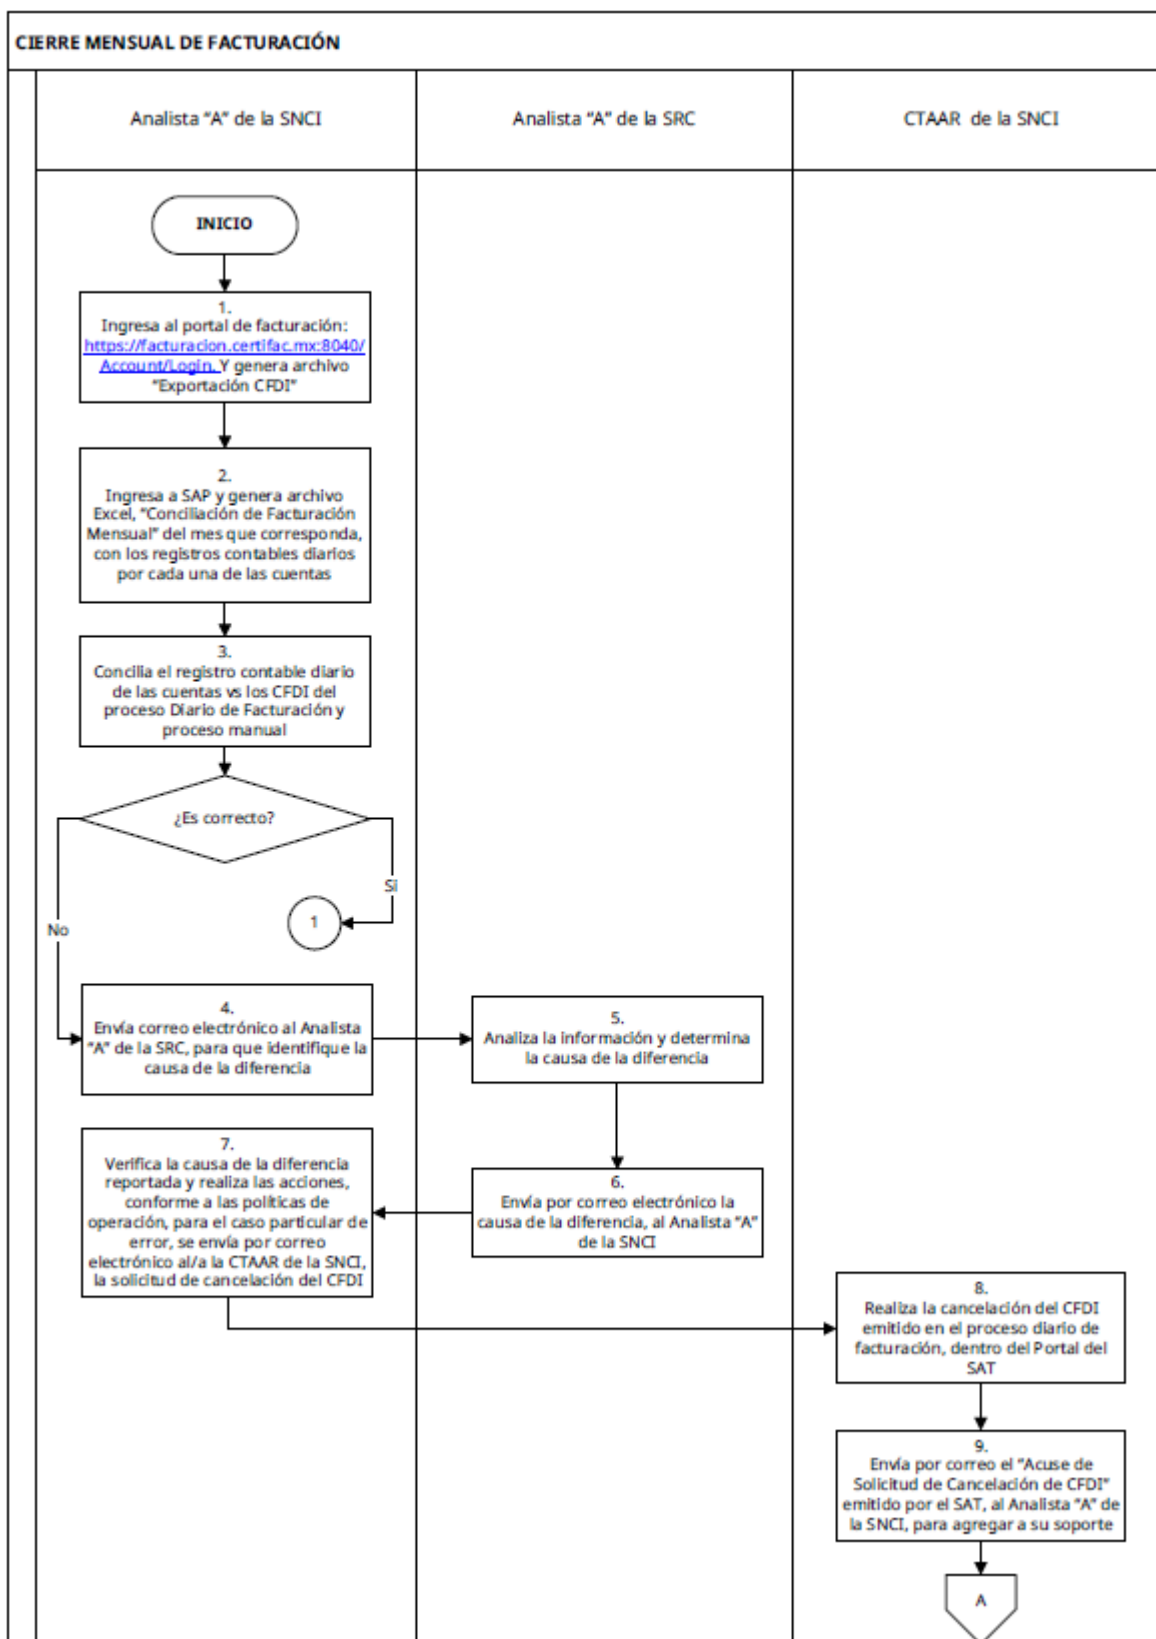 CIERRE MENSUAL DE FACTURACIÓN
Analista “A” de la SNCI
Analista “A” de la SRC
CTAAR de la SNCI
INICIO
1.
Ingresa al portal de facturación:
https://facturacion.certifac.mx:8040/
Account/Login. Y genera archivo
“Exportación CFDI”
2.
Ingresa a SAP y genera archivo
Excel, “Conciliación de Facturación
Mensual” del mes que corresponda,
con los registros contables diarios
por cada una de las cuentas
3.
Concilia el registro contable diario
de las cuentas vs los CFDI del
proceso Diario de Facturación y
proceso manual
¿Es correcto?
Si
1
No
4.
Envía correo electrónico al Analista
“A” de la SRC, para que identifique la
causa de la diferencia
5.
Analiza la información y determina
la causa de la diferencia
6.
Envía por correo electrónico la
causa de la diferencia, al Analista “A”
de la SNCI
7.
Verifica la causa de la diferencia
reportada y realiza las acciones,
conforme a las políticas de
operación, para el caso particular de
error, se envía por correo
electrónico al/a la CTAAR de la SNCI,
la solicitud de cancelación del CFDI
8.
Realiza la cancelación del CFDI
emitido en el proceso diario de
facturación, dentro del Portal del
SAT
9.
Envía por correo el “Acuse de
Solicitud de Cancelación de CFDI”
emitido por el SAT, al Analista “A” de
la SNCI, para agregar a su soporte
A